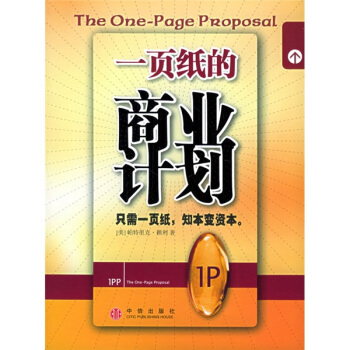 The One-Page Proposal
一页纸的
商业
计划
只需一页纸，知本变资本。
[美]帕特里克·赖利 著
1P
1PP The One-Page Proposal
中信出版社
CITIC PUBLISHING HOUSE